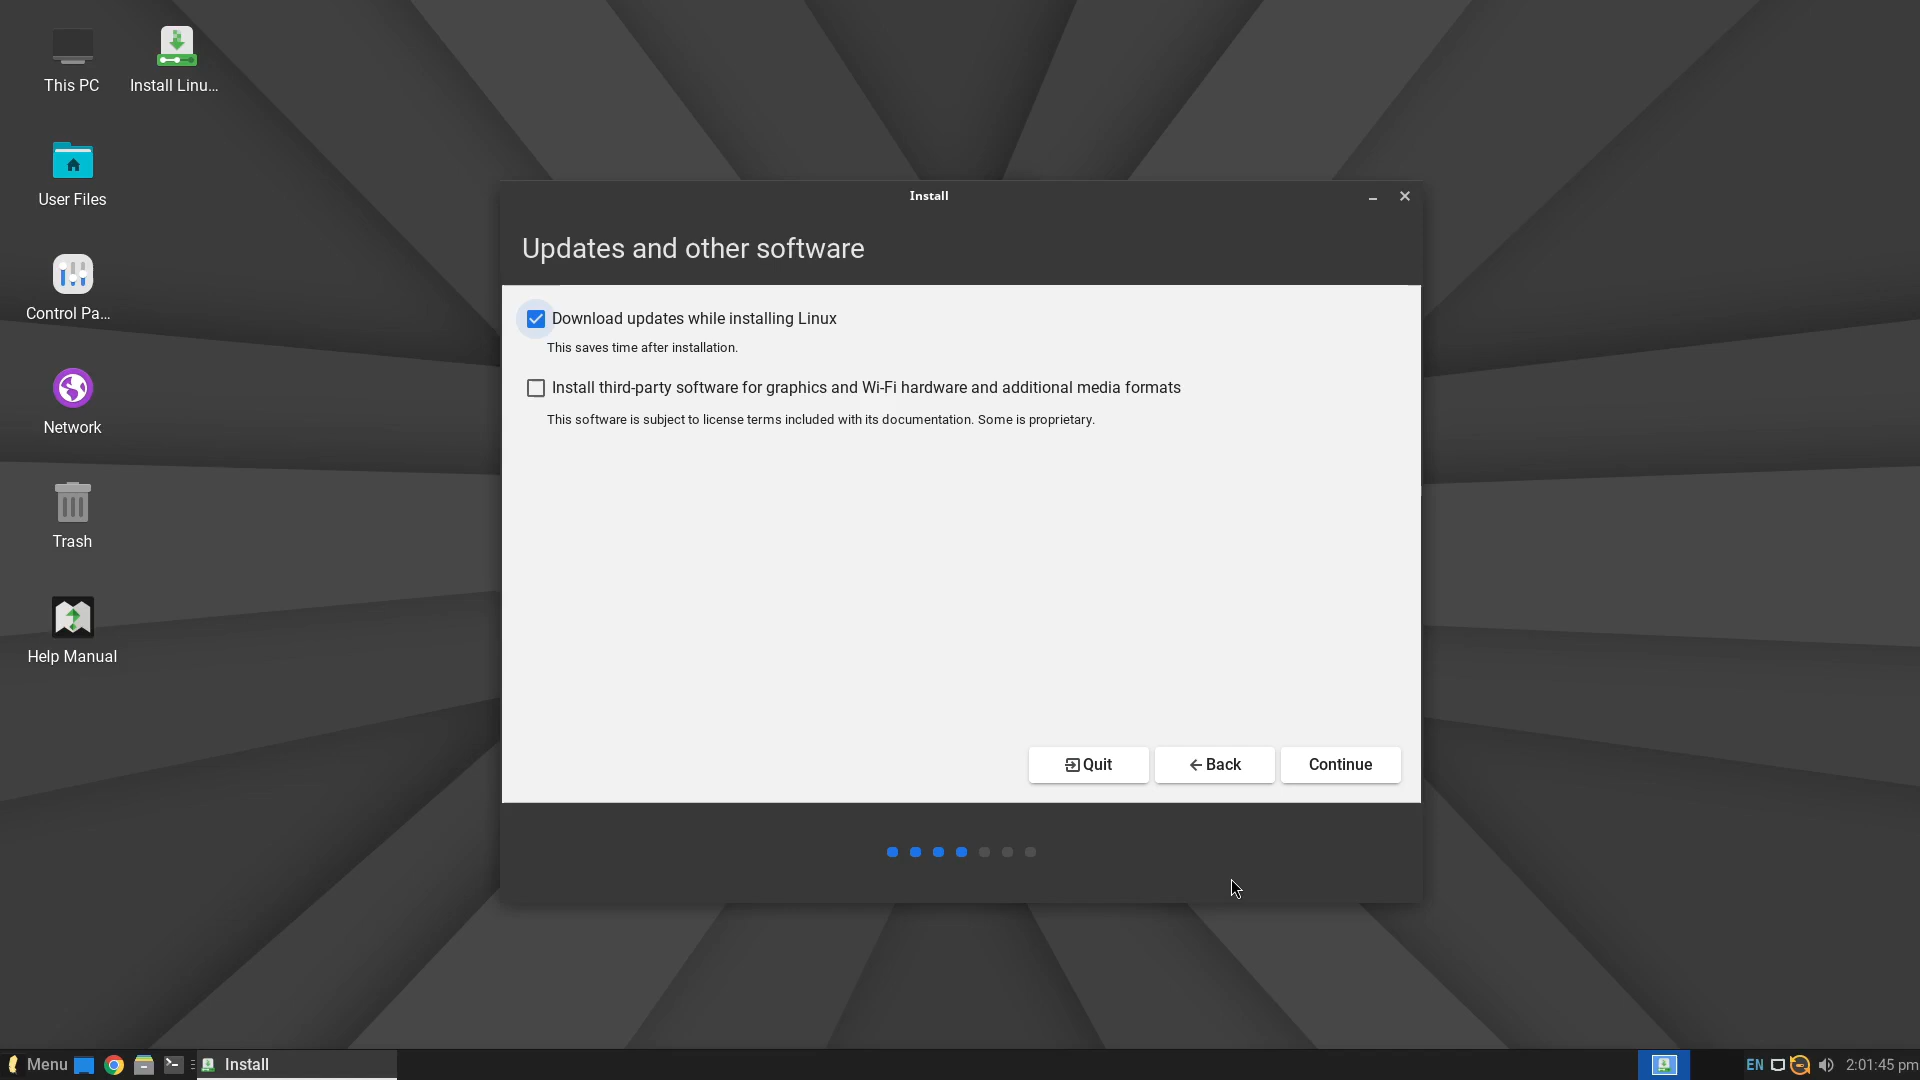 This PC
Install Linu...
User Files
Control Pa...
Network
Trash
Help Manual
Install
Updates and other software
Download updates while installing Linux
This saves time after installation.
Install third-party software for graphics and Wi-Fi hardware and additional media formats
This software is subject to license terms included with its documentation. Some is proprietary.
Quit
Back
Continue
Menu
Install
EN
2:01:45 pm